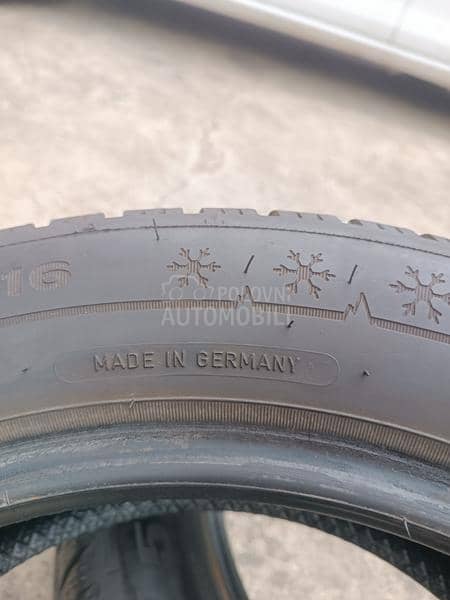 16
POLOVNI
AUTOMOBILI
MADE IN GERMANY